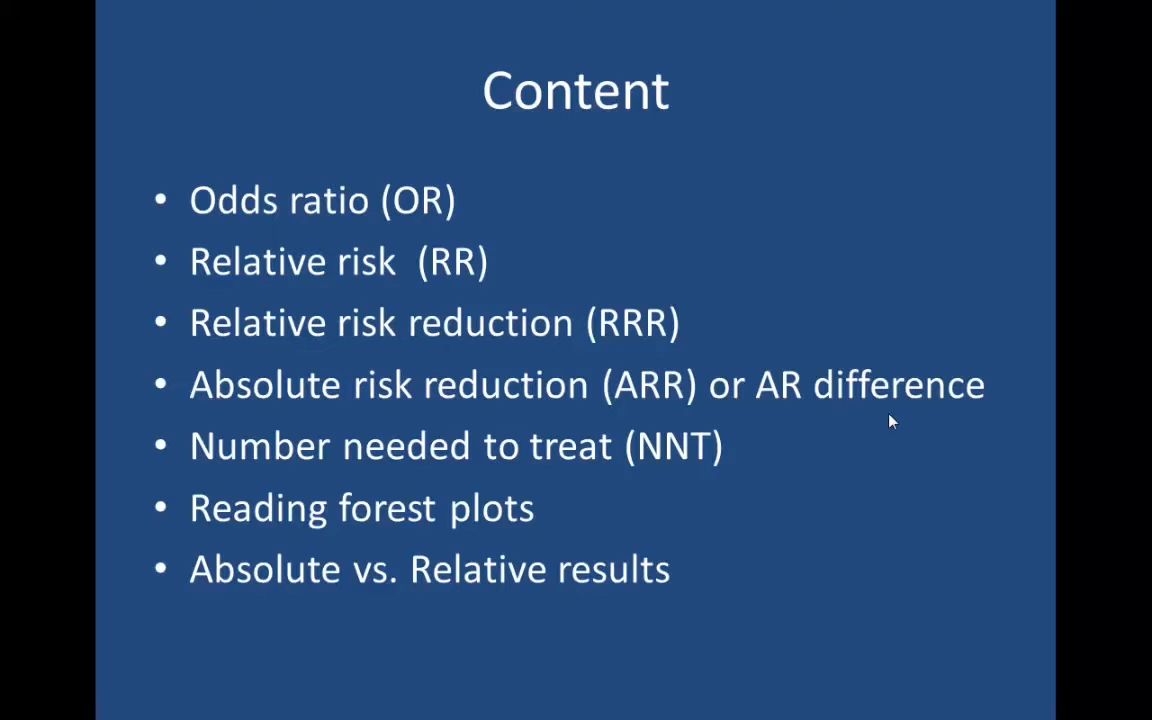 Content
• Odds ratio (OR)
• Relative risk  (RR)
• Relative risk reduction (RRR)
• Absolute risk reduction (ARR) or AR difference
• Number needed to treat (NNT)
• Reading forest plots
• Absolute vs. Relative results